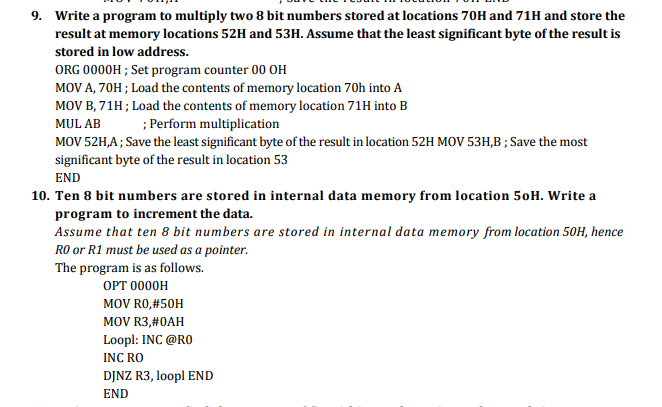 9. Write a program to multiply two 8 bit numbers stored at locations 70H and 71H and store the
result at memory locations 52H and 53H. Assume that the least significant byte of the result is
stored in low address.
ORG 0000H ; Set program counter 00 OH
MOV A, 70H ; Load the contents of memory location 70h into A
MOV B, 71H ; Load the contents of memory location 71H into B
MUL AB ; Perform multiplication
MOV 52H,A ; Save the least significant byte of the result in location 52H MOV 53H,B ; Save the most
significant byte of the result in location 53
END
10. Ten 8 bit numbers are stored in internal data memory from location 5oH. Write a
program to increment the data.
Assume that ten 8 bit numbers are stored in internal data memory from location 50H, hence
R0 or R1 must be used as a pointer.
The program is as follows.
OPT 0000H
MOV R0,#50H
MOV R3,#0AH
Loopl: INC @R0
INC RO
DJNZ R3, loopl END
END